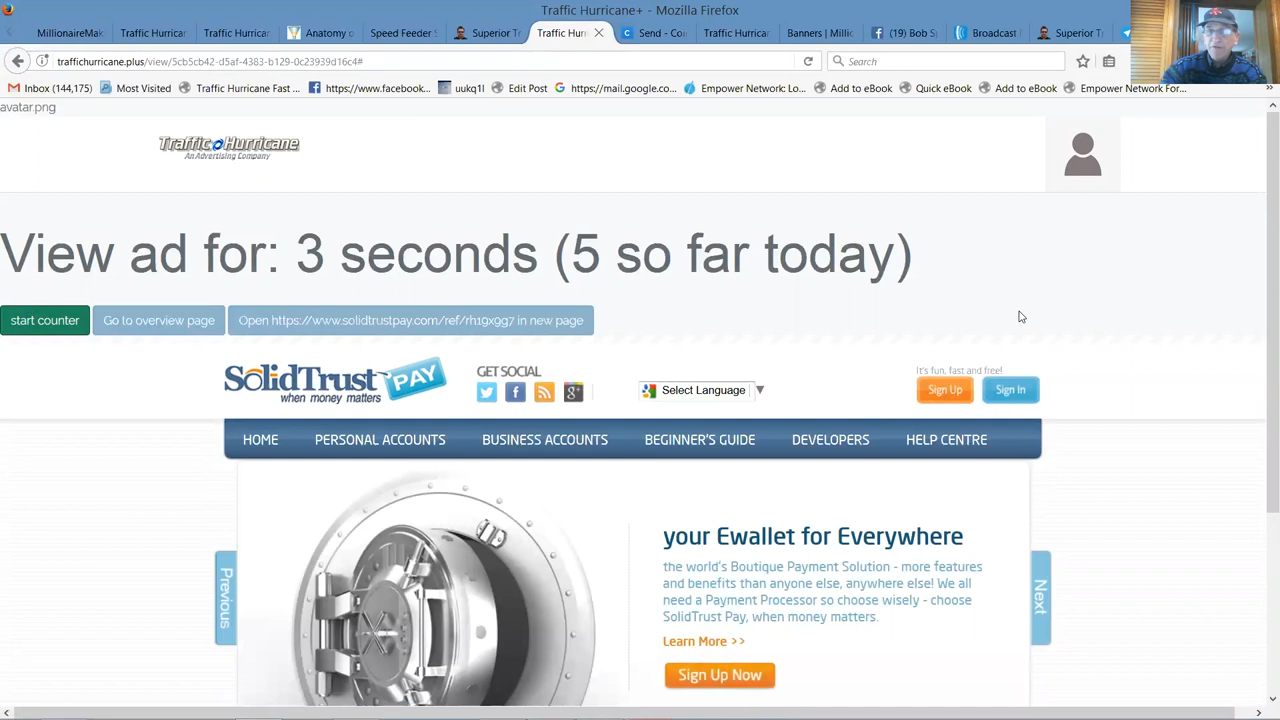 Traffic Hurricane+ - Mozilla Firefox
MillionaireMak
Traffic Hurricar
Traffic Hurricar
Anatomy o
Speed Feeder
Superior Tr
Traffic Hurr
Send - Co
Traffic Hurrica
Banners | Milli
(19) Bob S
Broadcast
Superior T
traffichurricane.plus/view/5cb5cb42-d5af-4383-b129-0c23939d16c4#
Search
Inbox (144,175)
Most Visited
Traffic Hurricane Fast ...
https://www.facebook...
uukq1l
Edit Post
https://mail.google.co...
Empower Network: Lo...
Add to eBook
Quick eBook
Add to eBook
Empower Network For...
avatar.png
Traffic Hurricane
An Advertising Company
View ad for: 3 seconds (5 so far today)
start counter
Go to overview page
Open https://www.solidtrustpay.com/ref/rh19x9g7 in new page
SolidTrust PAY
when money matters
GET SOCIAL
Select Language
It's fun, fast and free!
Sign Up
Sign In
HOME
PERSONAL ACCOUNTS
BUSINESS ACCOUNTS
BEGINNER'S GUIDE
DEVELOPERS
HELP CENTRE
Previous
your Ewallet for Everywhere
the world's Boutique Payment Solution - more features
and benefits than anyone else, anywhere else! We all
need a Payment Processor so choose wisely - choose
SolidTrust Pay, when money matters.
Learn More >>
Sign Up Now
Next